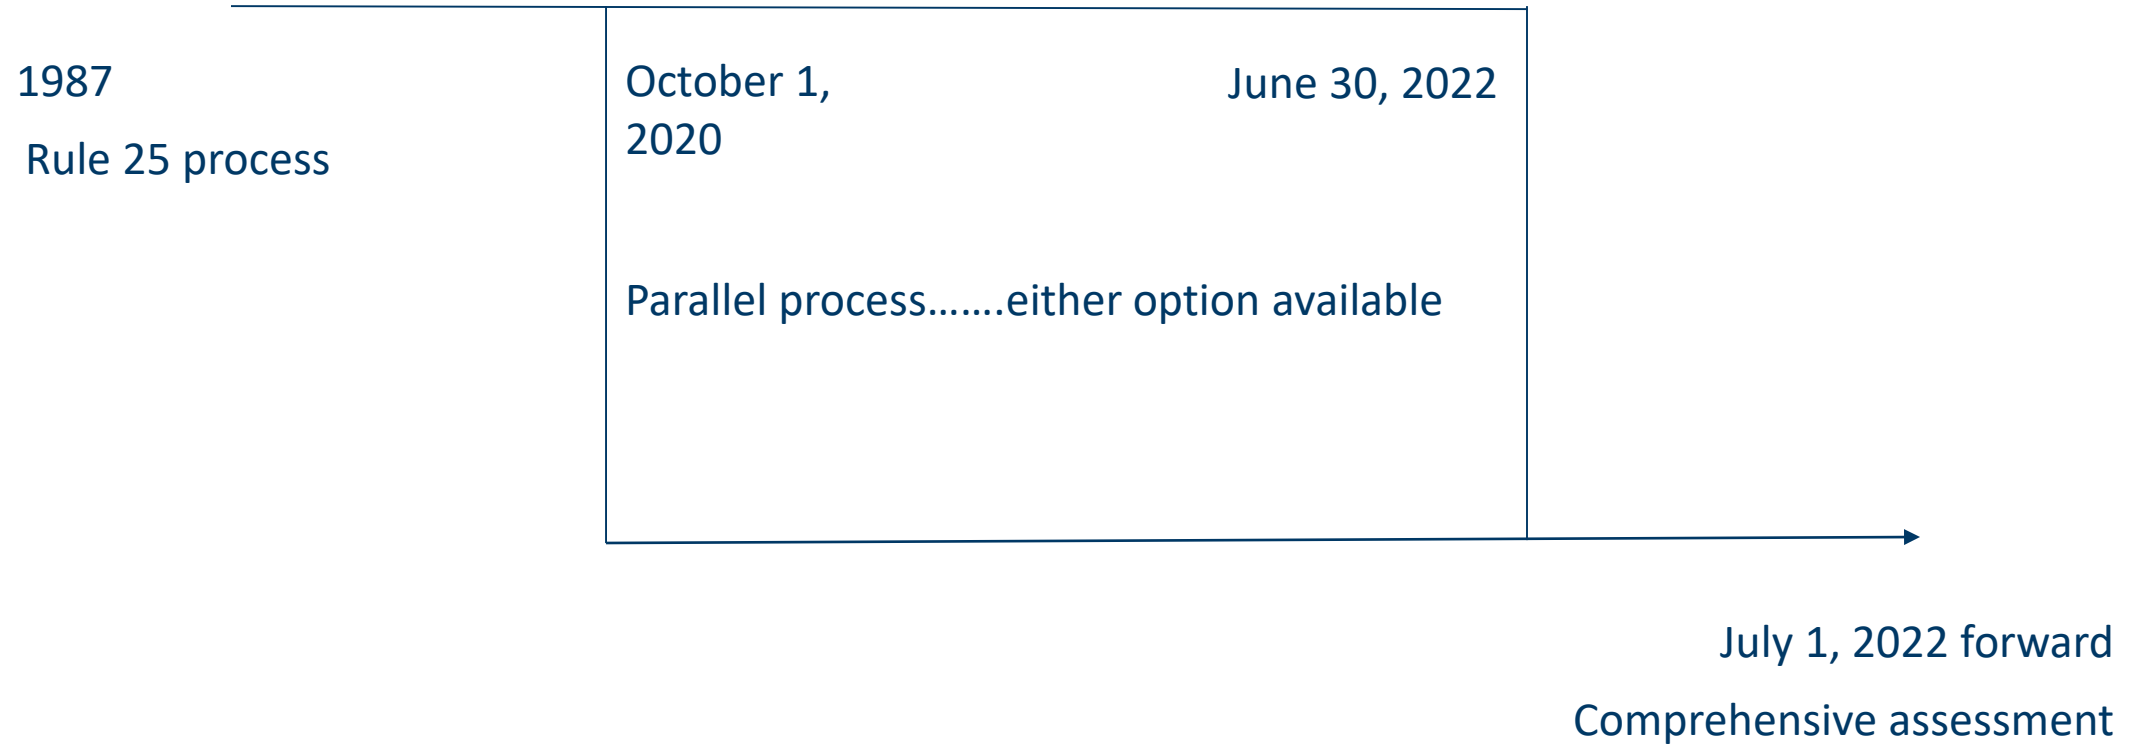 1987
Rule 25 process
October 1,
2020
June 30, 2022
Parallel process.......either option available
July 1, 2022 forward
Comprehensive assessment